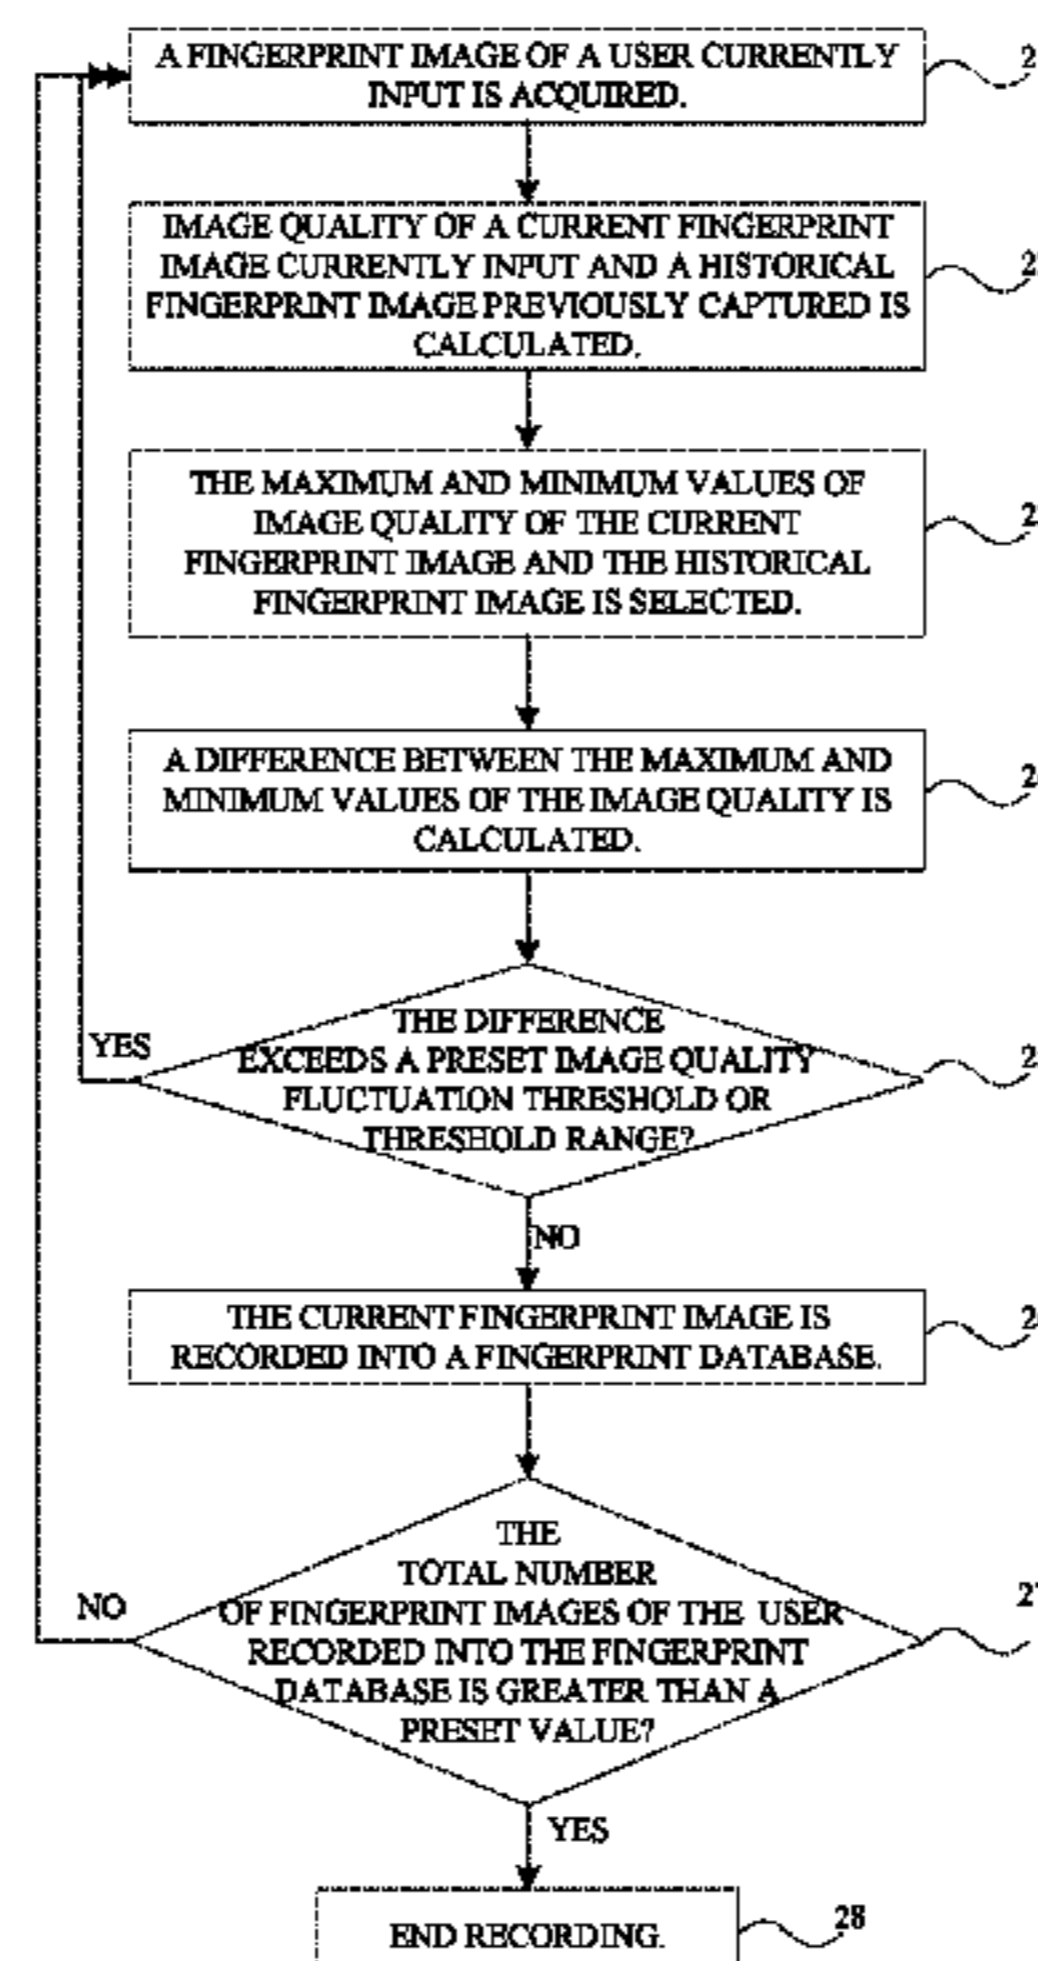 A FINGERPRINT IMAGE OF A USER CURRENTLY
INPUT IS ACQUIRED.
IMAGE QUALITY OF A CURRENT FINGERPRINT
IMAGE CURRENTLY INPUT AND A HISTORICAL
FINGERPRINT IMAGE PREVIOUSLY CAPTURED IS
CALCULATED.
THE MAXIMUM AND MINIMUM VALUES OF
IMAGE QUALITY OF THE CURRENT
FINGERPRINT IMAGE AND THE HISTORICAL
FINGERPRINT IMAGE IS SELECTED.
A DIFFERENCE BETWEEN THE MAXIMUM AND
MINIMUM VALUES OF THE IMAGE QUALITY IS
CALCULATED.
YES
THE DIFFERENCE
EXCEEDS A PRESET IMAGE QUALITY
FLUCTUATION THRESHOLD OR
THRESHOLD RANGE?
NO
THE CURRENT FINGERPRINT IMAGE IS
RECORDED INTO A FINGERPRINT DATABASE.
NO
THE
TOTAL NUMBER
OF FINGERPRINT IMAGES OF THE USER
RECORDED INTO THE FINGERPRINT
DATABASE IS GREATER THAN A
PRESET VALUE?
27
YES
END RECORDING.
28